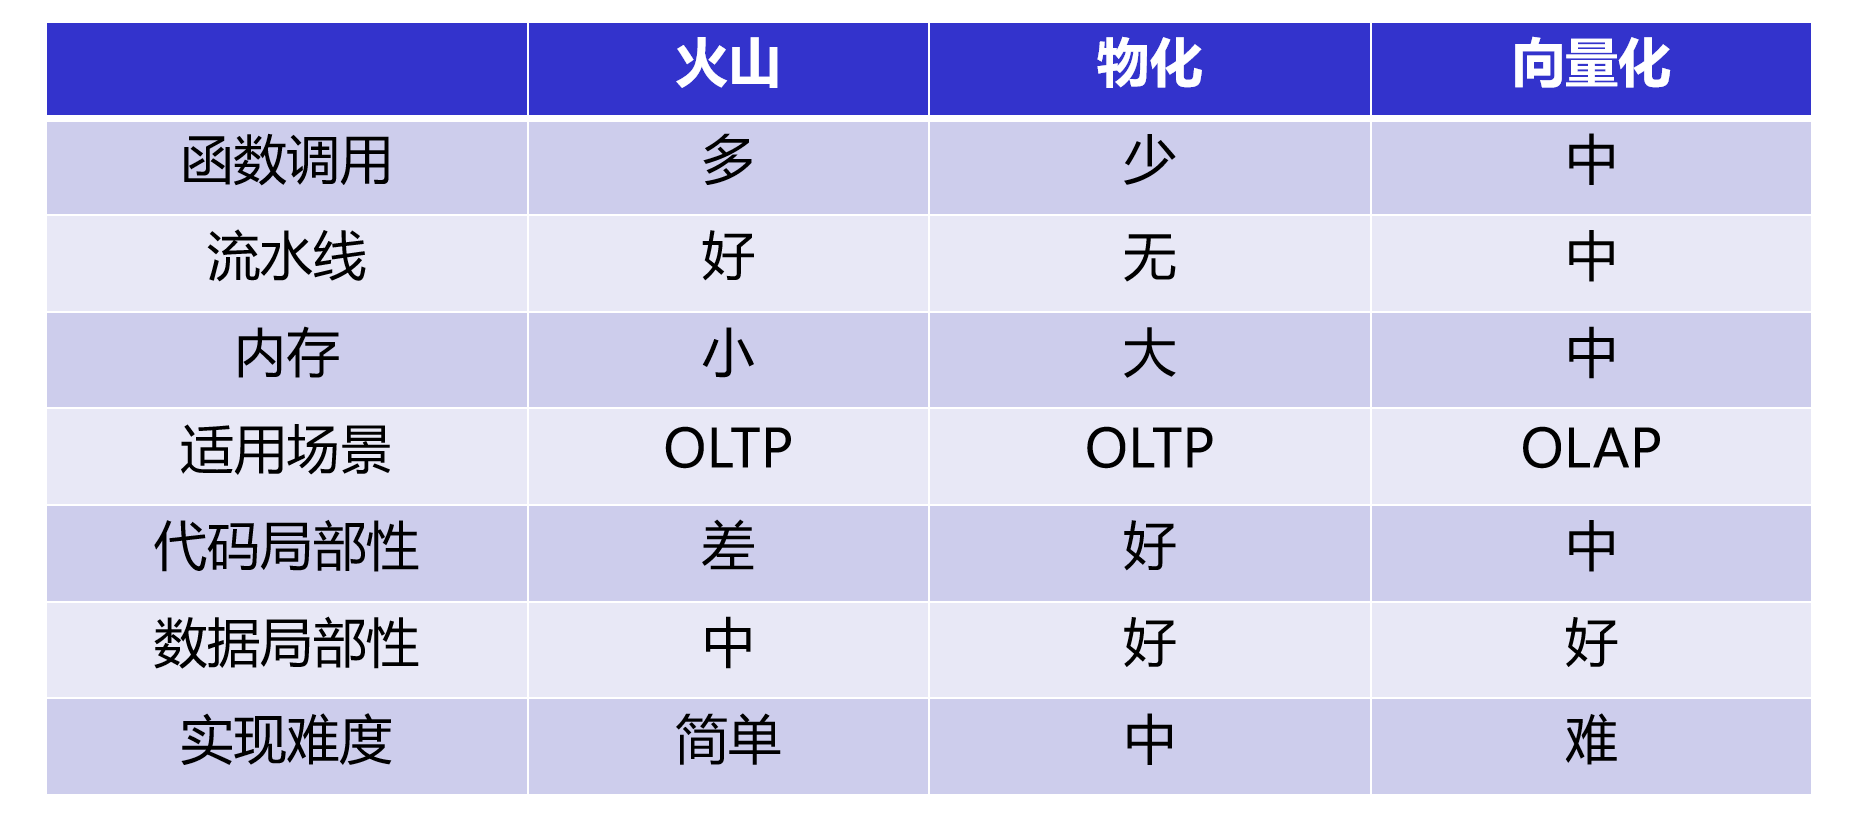 火山 物化 向量化
函数调用 多 少 中
流水线 好 无 中
内存 小 大 中
适用场景 OLTP OLTP OLAP
代码局部性 差 好 中
数据局部性 中 好 好
实现难度 简单 中 难